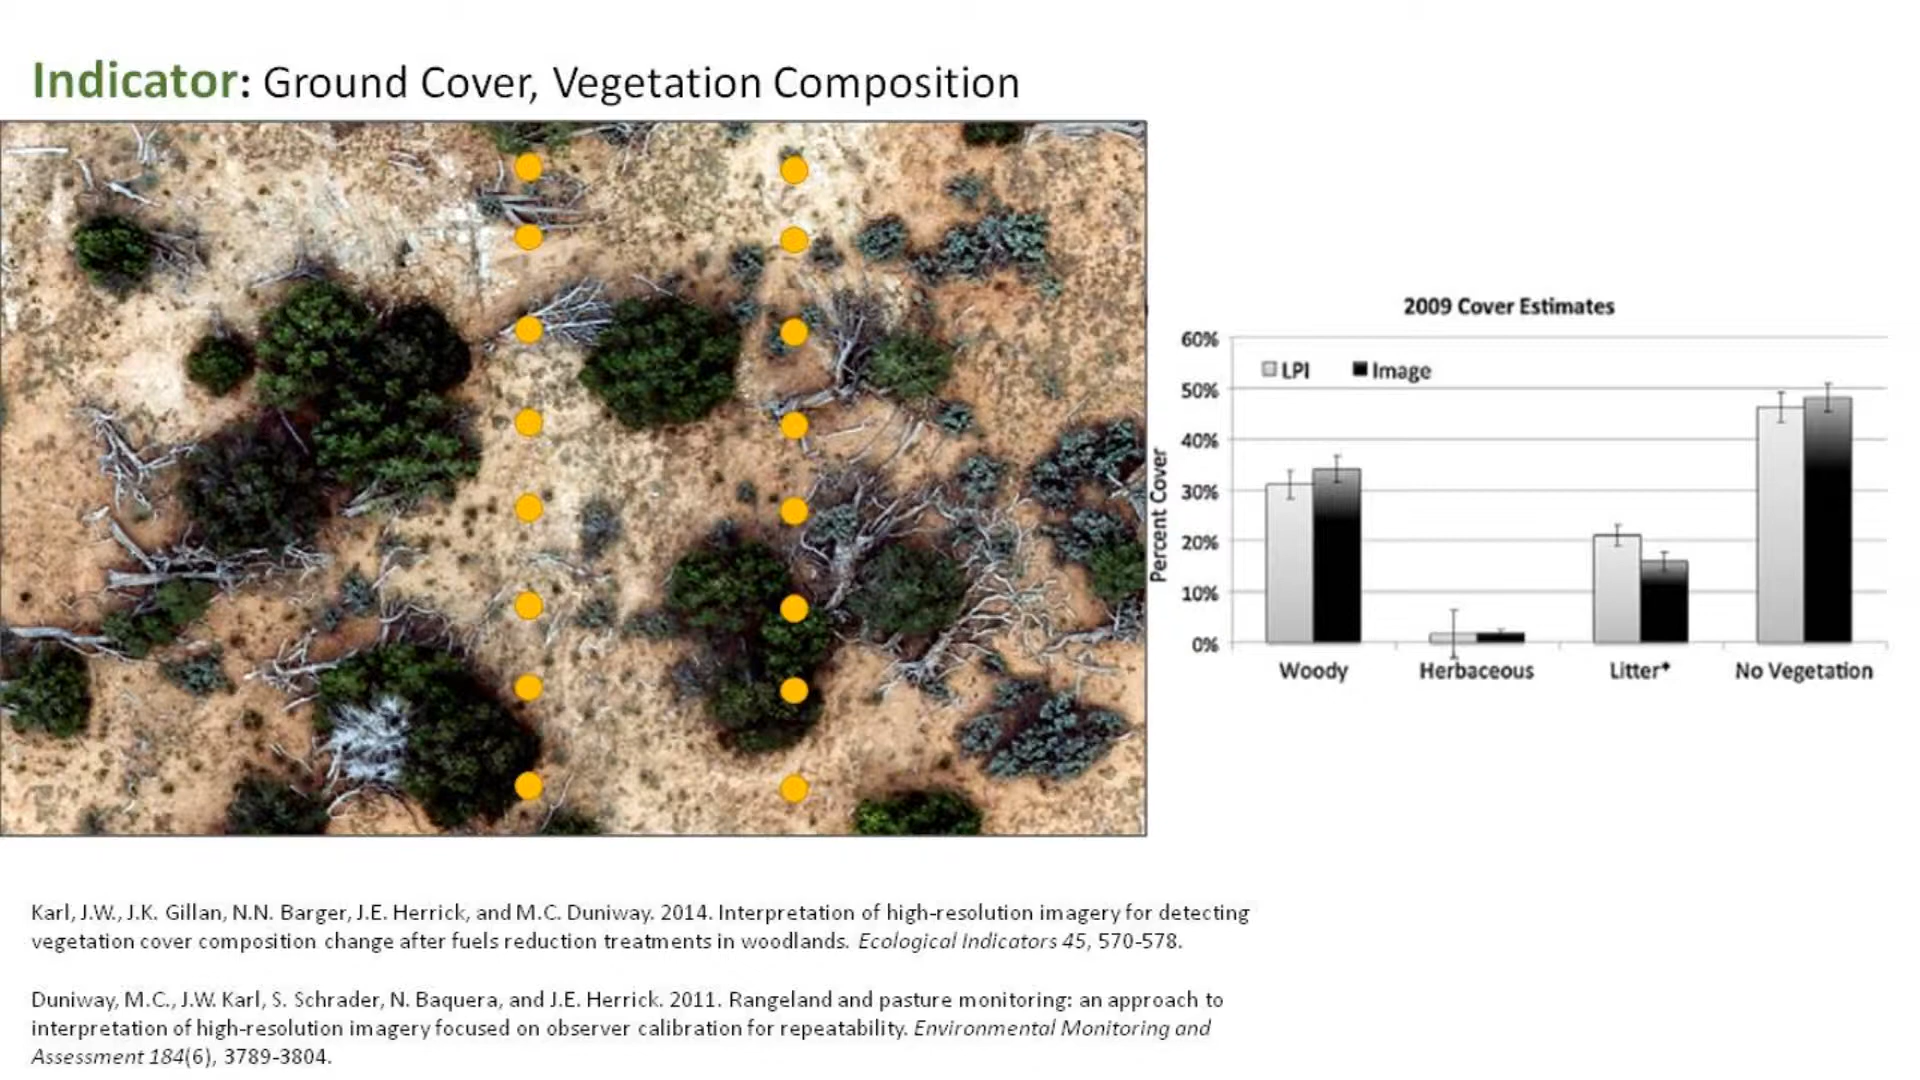 Indicator: Ground Cover, Vegetation Composition
2009 Cover Estimates
60%
LPI Image
50%
40%
30%
20%
10%
0%
Percent Cover
Woody Herbaceous Litter* No Vegetation
Karl, J.W., J.K. Gillan, N.N. Barger, J.E. Herrick, and M.C. Duniway. 2014. Interpretation of high-resolution imagery for detecting
vegetation cover composition change after fuels reduction treatments in woodlands. Ecological Indicators 45, 570-578.
Duniway, M.C., J.W. Karl, S. Schrader, N. Baquera, and J.E. Herrick. 2011. Rangeland and pasture monitoring: an approach to
interpretation of high-resolution imagery focused on observer calibration for repeatability. Environmental Monitoring and
Assessment 184(6), 3789-3804.